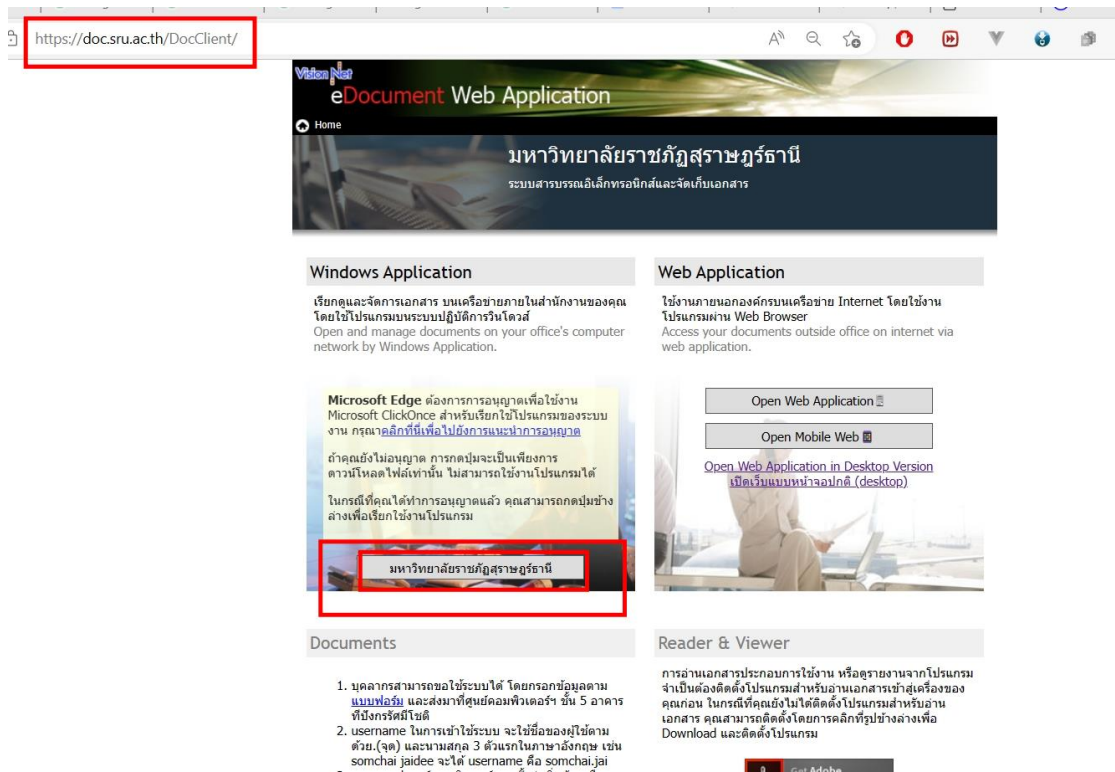 https://doc.sru.ac.th/DocClient/
Vision Net
eDocument Web Application
Home
มหาวิทยาลัยราชภัฏสุราษฎร์ธานี
ระบบสารบรรณอิเล็กทรอนิกส์และจัดเก็บเอกสาร
Windows Application
เรียกดูและจัดการเอกสาร บนเครือข่ายภายในสำนักงานของคุณ
โดยใช้โปรแกรมบนระบบปฏิบัติการวินโดวส์
Open and manage documents on your office's computer
network by Windows Application.
Microsoft Edge ต้องการการอนุญาตเพื่อใช้งาน
Microsoft ClickOnce สำหรับเรียกใช้โปรแกรมของระบบ
งาน กรุณาคลิกที่นี่เพื่อไปยังการแนะนำการอนุญาต
ถ้าคุณยังไม่อนุญาต การกดปุ่มจะเป็นเพียงการ
ดาวน์โหลดไฟล์เท่านั้น ไม่สามารถใช้งานโปรแกรมได้
ในกรณีที่คุณได้ทำการอนุญาตแล้ว คุณสามารถกดปุ่มข้าง
ล่างเพื่อเรียกใช้งานโปรแกรม
มหาวิทยาลัยราชภัฏสุราษฎร์ธานี
Web Application
ใช้งานภายนอกองค์กรบนเครือข่าย Internet โดยใช้งาน
โปรแกรมผ่าน Web Browser
Access your documents outside office on internet via
web application.
Open Web Application
Open Mobile Web
Open Web Application in Desktop Version
เปิดเว็บแบบหน้าจอปกติ (desktop)
Documents
1. บุคลากรสามารถขอใช้ระบบได้ โดยกรอกข้อมูลตาม
แบบฟอร์ม และส่งมาที่ศูนย์คอมพิวเตอร์ฯ ชั้น 5 อาคาร
ทีปังกรรัศมีโชติ
2. username ในการเข้าใช้ระบบ จะใช้ชื่อของผู้ใช้ตาม
ด้วย.(จุด) และนามสกุล 3 ตัวแรกในภาษาอังกฤษ เช่น
somchai jaidee จะได้ username คือ somchai.jai
Reader & Viewer
การอ่านเอกสารประกอบการใช้งาน หรือดูรายงานจากโปรแกรม
จำเป็นต้องติดตั้งโปรแกรมสำหรับอ่านเอกสารเข้าสู่เครื่องของ
คุณก่อน ในกรณีที่คุณยังไม่ได้ติดตั้งโปรแกรมสำหรับอ่าน
เอกสาร คุณสามารถติดตั้งโดยการคลิกที่รูปข้างล่างเพื่อ
Download และติดตั้งโปรแกรม
Get Adobe